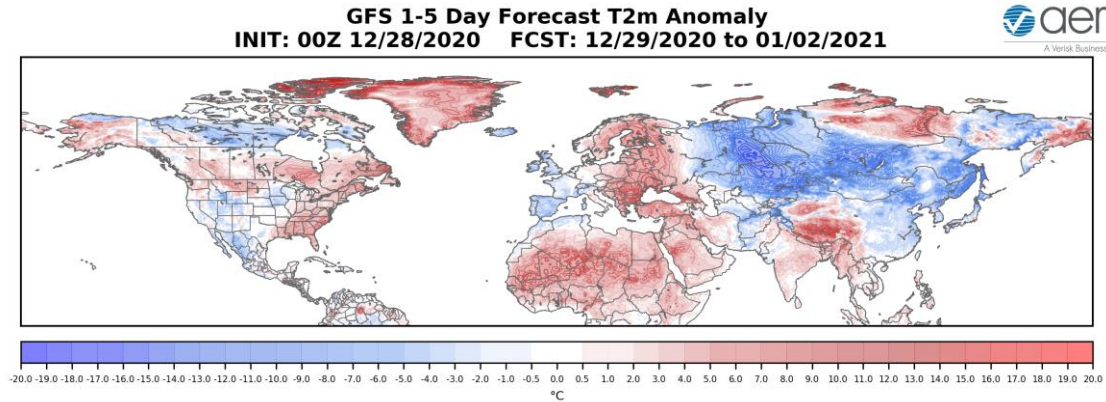 GFS 1-5 Day Forecast T2m Anomaly
INIT: 00Z 12/28/2020 FCST: 12/29/2020 to 01/02/2021
aer
A Verisk Business
-20.0 -19.0 -18.0 -17.0 -16.0 -15.0 -14.0 -13.0 -12.0 -11.0 -10.0 -9.0 -8.0 -7.0 -6.0 -5.0 -4.0 -3.0 -2.0 -1.0 -0.5 0.0 0.5 1.0 2.0 3.0 4.0 5.0 6.0 7.0 8.0 9.0 10.0 11.0 12.0 13.0 14.0 15.0 16.0 17.0 18.0 19.0 20.0
°C